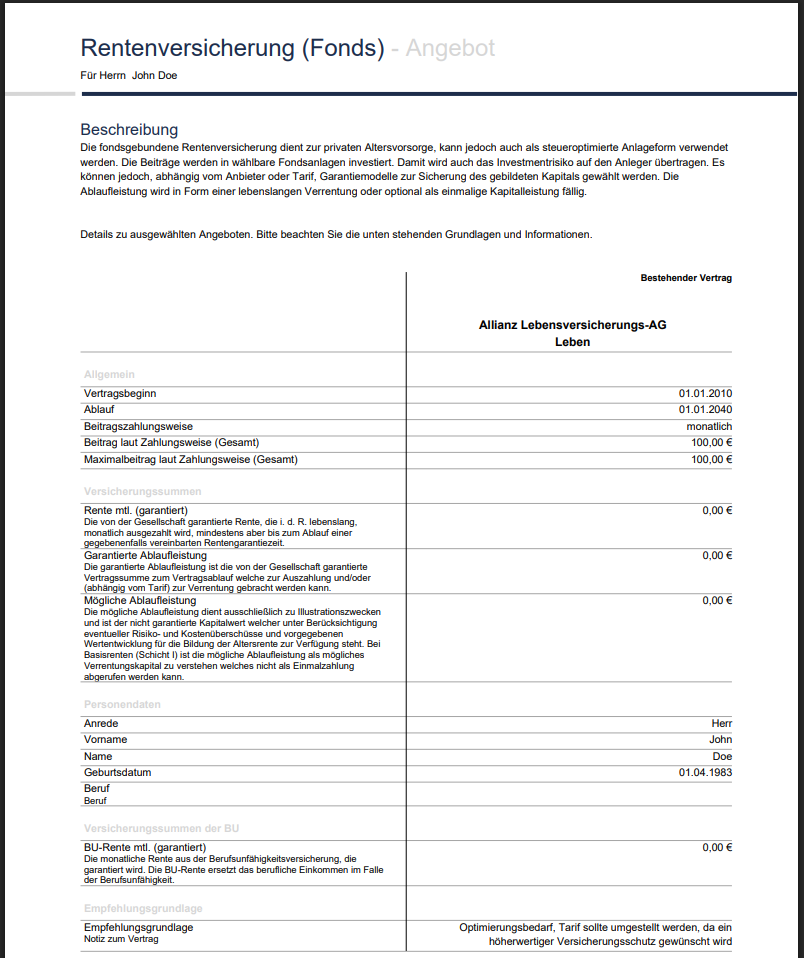 Rentenversicherung (Fonds) - Angebot
Für Herrn  John Doe
Beschreibung
Die fondsgebundene Rentenversicherung dient zur privaten Altersvorsorge, kann jedoch auch als steueroptimierte Anlageform verwendet
werden. Die Beiträge werden in wählbare Fondsanlagen investiert. Damit wird auch das Investmentrisiko auf den Anleger übertragen. Es
können jedoch, abhängig vom Anbieter oder Tarif, Garantiemodelle zur Sicherung des gebildeten Kapitals gewählt werden. Die
Ablaufleistung wird in Form einer lebenslangen Verrentung oder optional als einmalige Kapitalleistung fällig.
Details zu ausgewählten Angeboten. Bitte beachten Sie die unten stehenden Grundlagen und Informationen.
Bestehender Vertrag
Allianz Lebensversicherungs-AG
Leben
Allgemein
Vertragsbeginn 01.01.2010
Ablauf 01.01.2040
Beitragszahlungsweise monatlich
Beitrag laut Zahlungsweise (Gesamt) 100,00 €
Maximalbeitrag laut Zahlungsweise (Gesamt) 100,00 €
Versicherungssummen
Rente mtl. (garantiert) 0,00 €
Die von der Gesellschaft garantierte Rente, die i. d. R. lebenslang,
monatlich ausgezahlt wird, mindestens aber bis zum Ablauf einer
gegebenenfalls vereinbarten Rentengarantiezeit.
Garantierte Ablaufleistung 0,00 €
Die garantierte Ablaufleistung ist die von der Gesellschaft garantierte
Vertragssumme zum Vertragsablauf welche zur Auszahlung und/oder
(abhängig vom Tarif) zur Verrentung gebracht werden kann.
Mögliche Ablaufleistung 0,00 €
Die mögliche Ablaufleistung dient ausschließlich zu Illustrationszwecken
und ist der nicht garantierte Kapitalwert welcher unter Berücksichtigung
eventueller Risiko- und Kostenüberschüsse und vorgegebenen
Wertentwicklung für die Bildung der Altersrente zur Verfügung steht. Bei
Basisrenten (Schicht I) ist die mögliche Ablaufleistung als mögliches
Verrentungskapital zu verstehen welches nicht als Einmalzahlung
abgerufen werden kann.
Personendaten
Anrede Herr
Vorname John
Name Doe
Geburtsdatum 01.04.1983
Beruf
Beruf
Versicherungssummen der BU
BU-Rente mtl. (garantiert) 0,00 €
Die monatliche Rente aus der Berufsunfähigkeitsversicherung, die
garantiert wird. Die BU-Rente ersetzt das berufliche Einkommen im Falle
der Berufsunfähigkeit.
Empfehlungsgrundlage
Empfehlungsgrundlage Optimierungsbedarf, Tarif sollte umgestellt werden, da ein
Notiz zum Vertrag höherwertiger Versicherungsschutz gewünscht wird